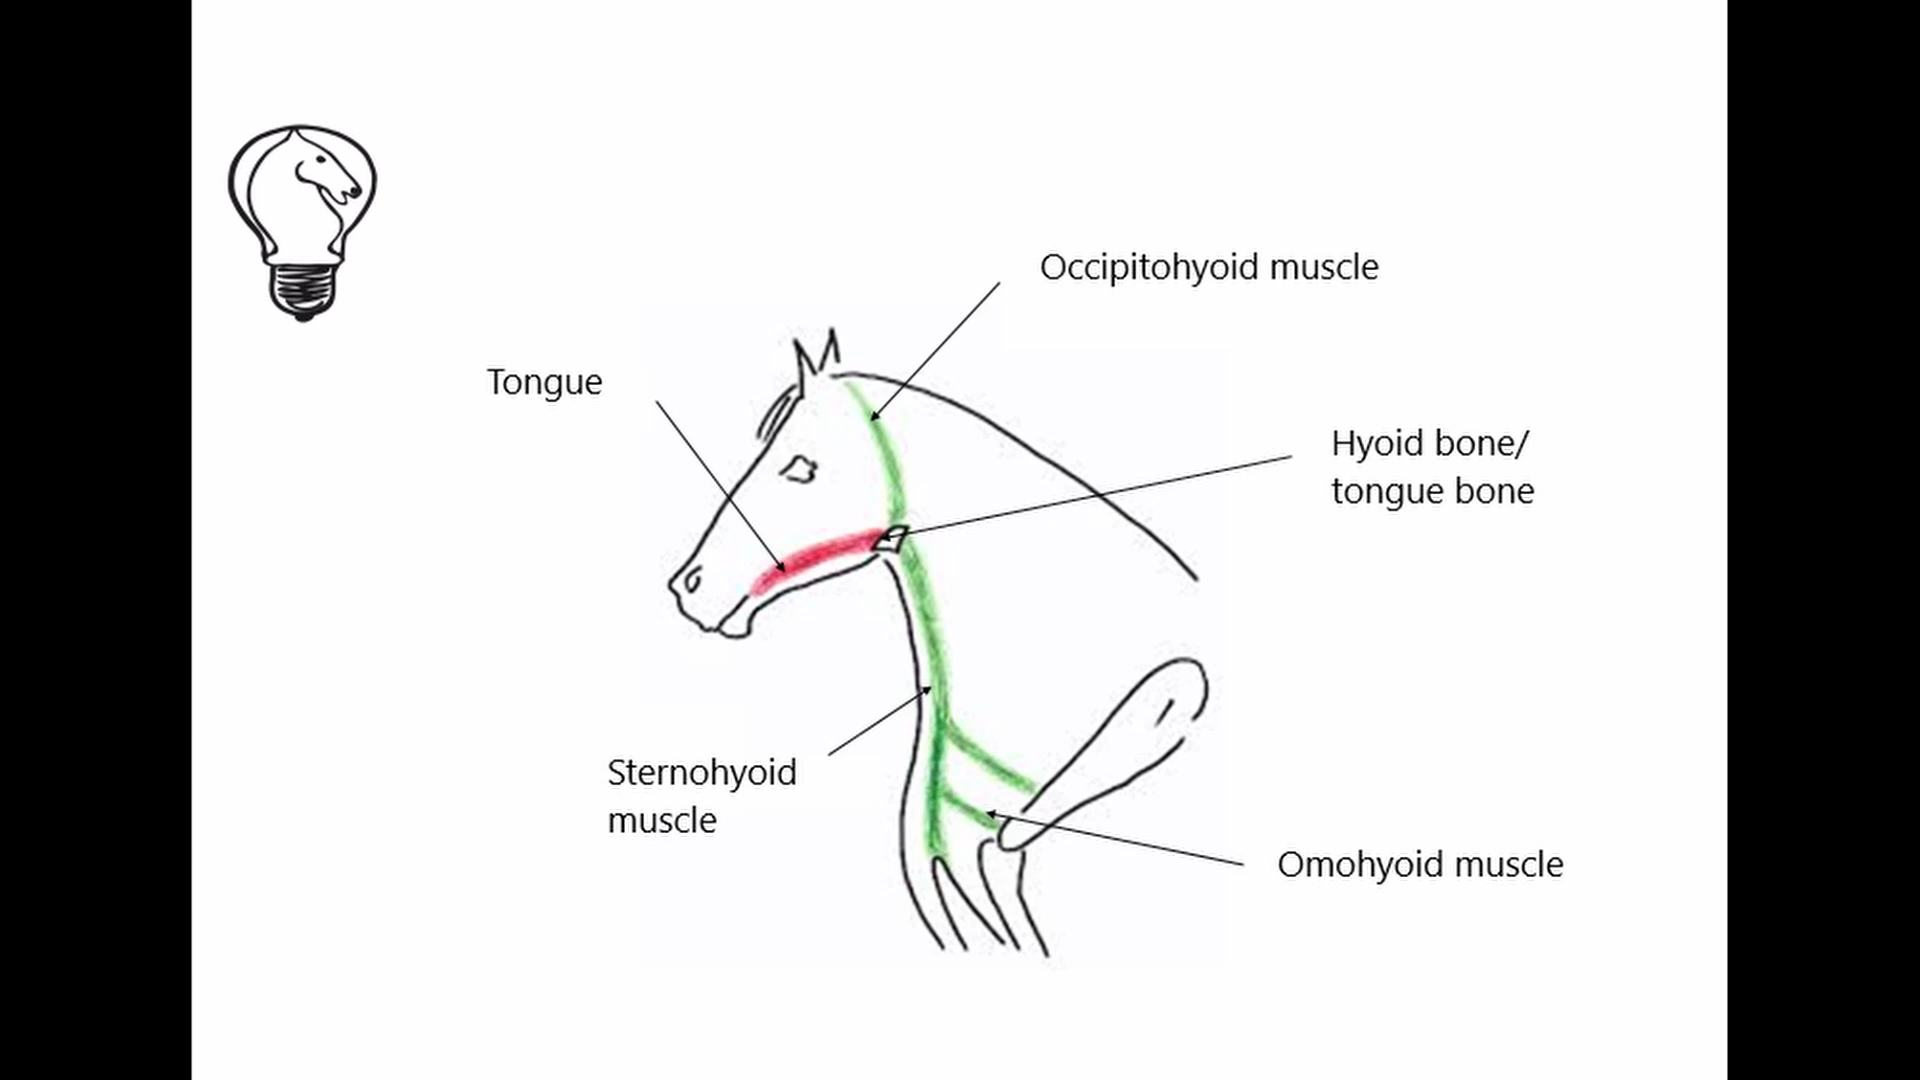 Occipitohyoid muscle
Tongue
Hyoid bone/
tongue bone
Sternohyoid
muscle
Omohyoid muscle